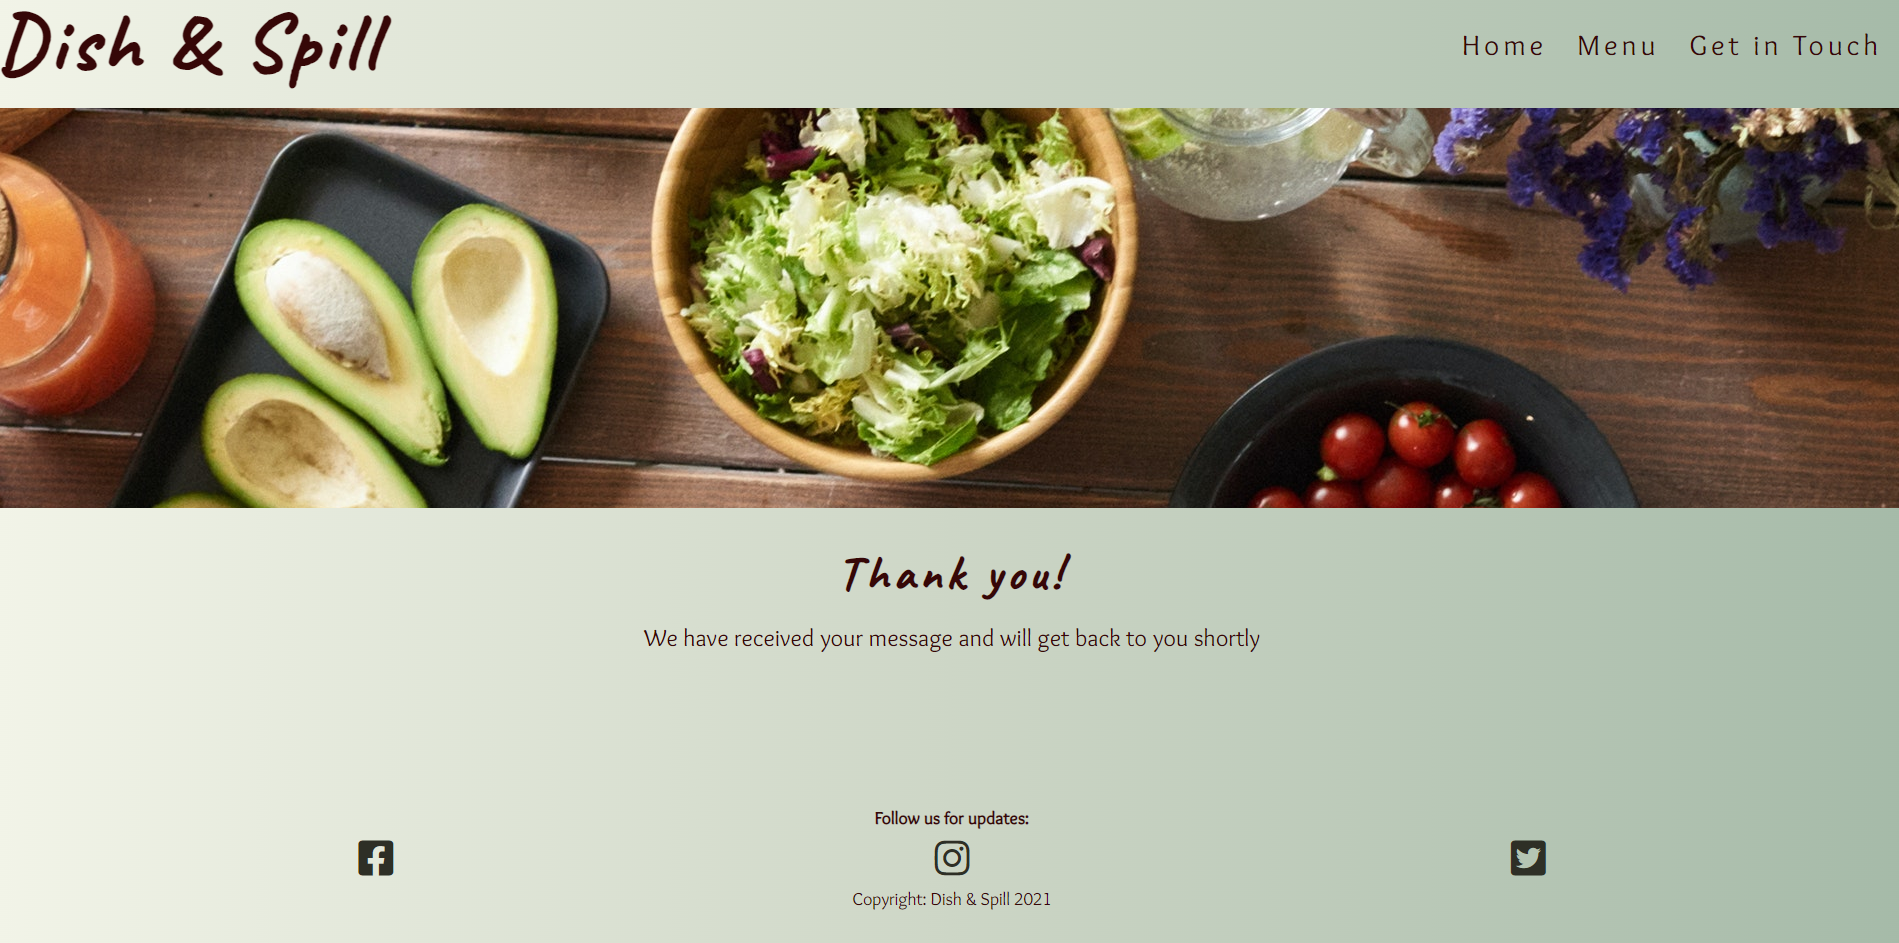 Dish & Spill
Home Menu Get in Touch
Thank you!
We have received your message and will get back to you shortly
Follow us for updates:
Copyright: Dish & Spill 2021